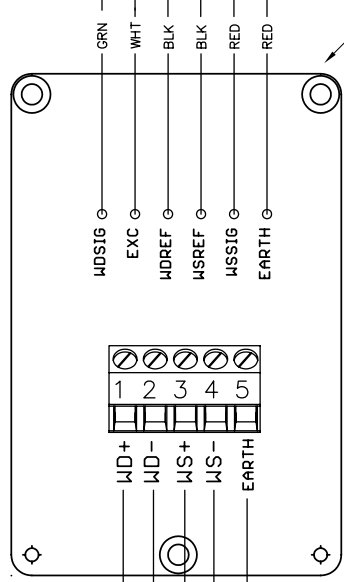 GRN WHT BLK BLK RED RED
WDSIG EXC WDREF WSREF WSSIG EARTH
1 2 3 4 5
WD+ WD- WS+ WS- EARTH